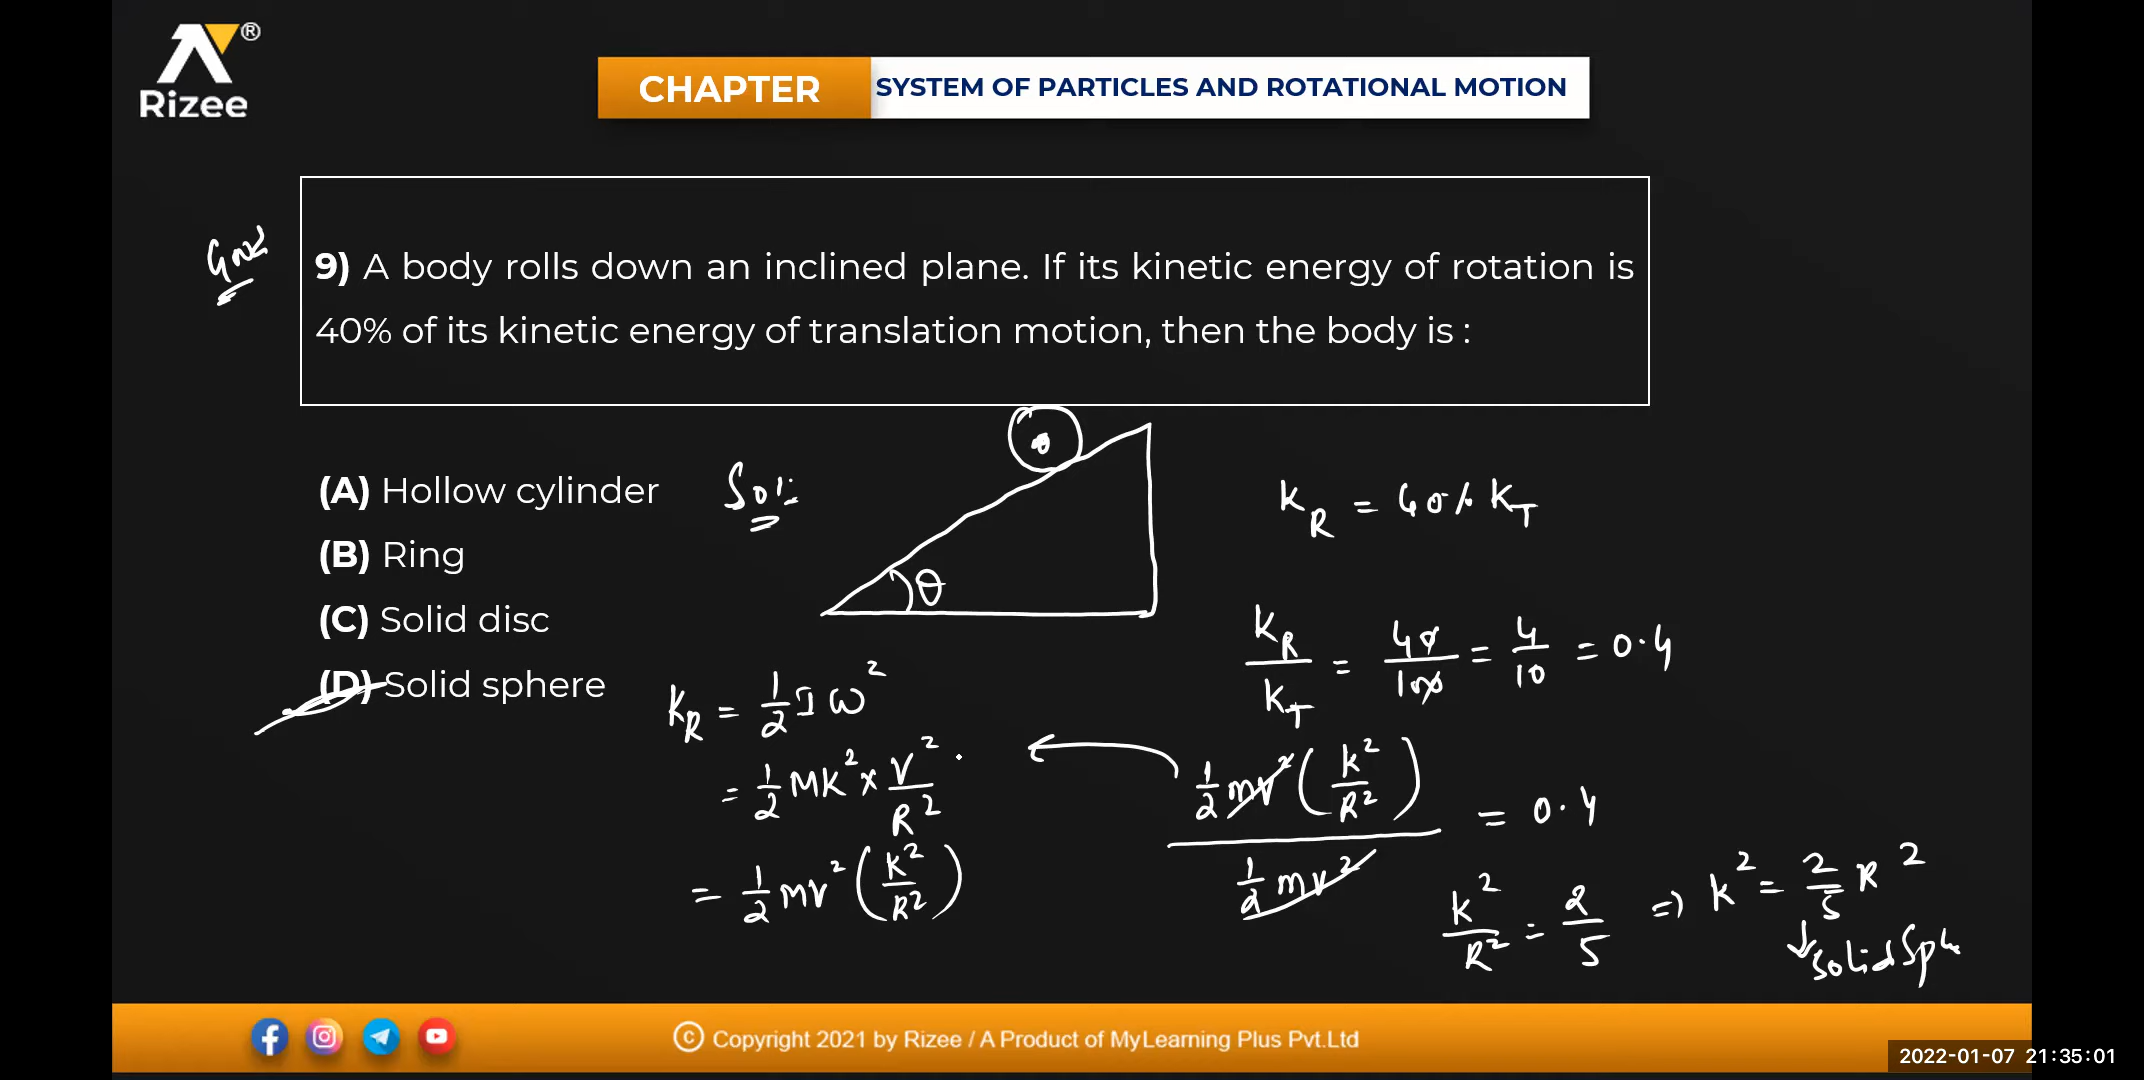 Rizee®
CHAPTER
SYSTEM OF PARTICLES AND ROTATIONAL MOTION
9) A body rolls down an inclined plane. If its kinetic energy of rotation is
40% of its kinetic energy of translation motion, then the body is :
(A) Hollow cylinder
(B) Ring
(C) Solid disc
(D) Solid sphere
Sol:
θ
K_R = 40% K_T
K_R/K_T = 40/100 = 4/10 = 0.4
K_R = 1/2 I ω²
= 1/2 MK² × V²/R²
= 1/2 mv² (K²/R²)
1/2 mv² (K²/R²) / 1/2 mv² = 0.4
K²/R² = 2/5 ⇒ K² = 2/5 R²
↓ Solid Sph
© Copyright 2021 by Rizee / A Product of MyLearning Plus Pvt.Ltd
2022-01-07 21:35:01